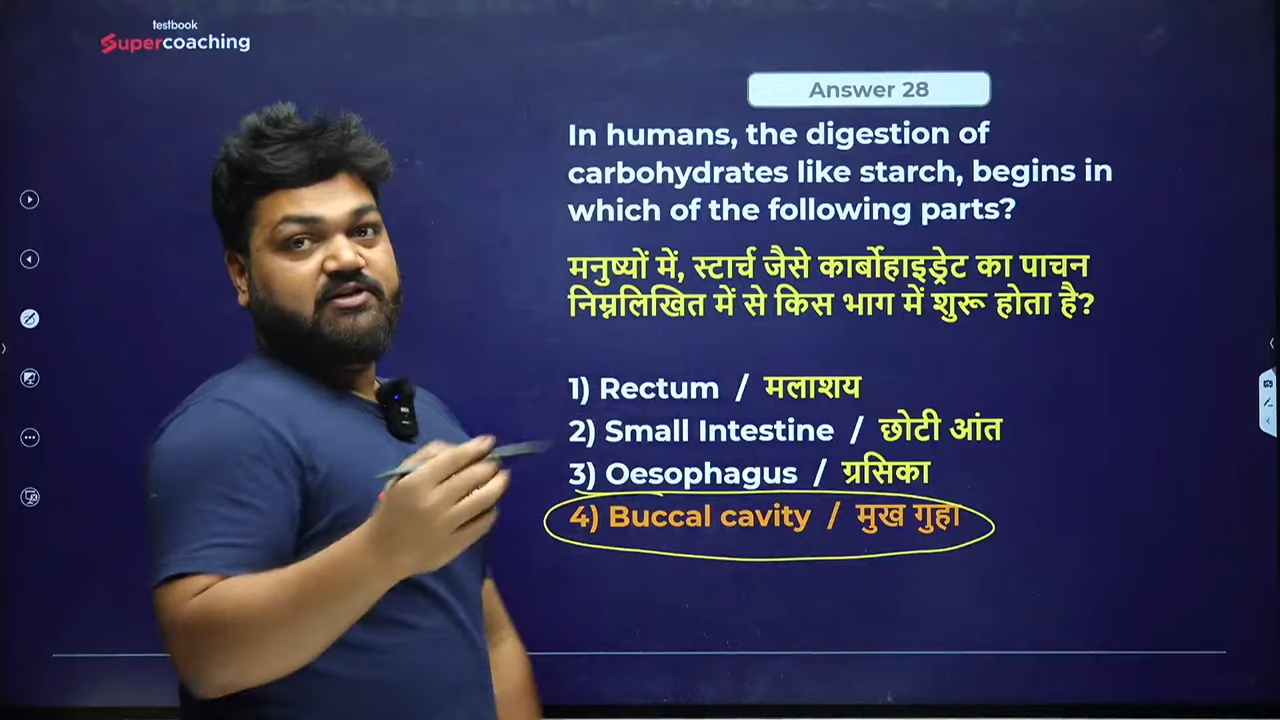 testbook
Supercoaching
Answer 28
In humans, the digestion of
carbohydrates like starch, begins in
which of the following parts?
मनुष्यों में, स्टार्च जैसे कार्बोहाइड्रेट का पाचन
निम्नलिखित में से किस भाग में शुरू होता है?
1) Rectum / मलाशय
2) Small Intestine / छोटी आंत
3) Oesophagus / ग्रसिका
4) Buccal cavity / मुख गुहा